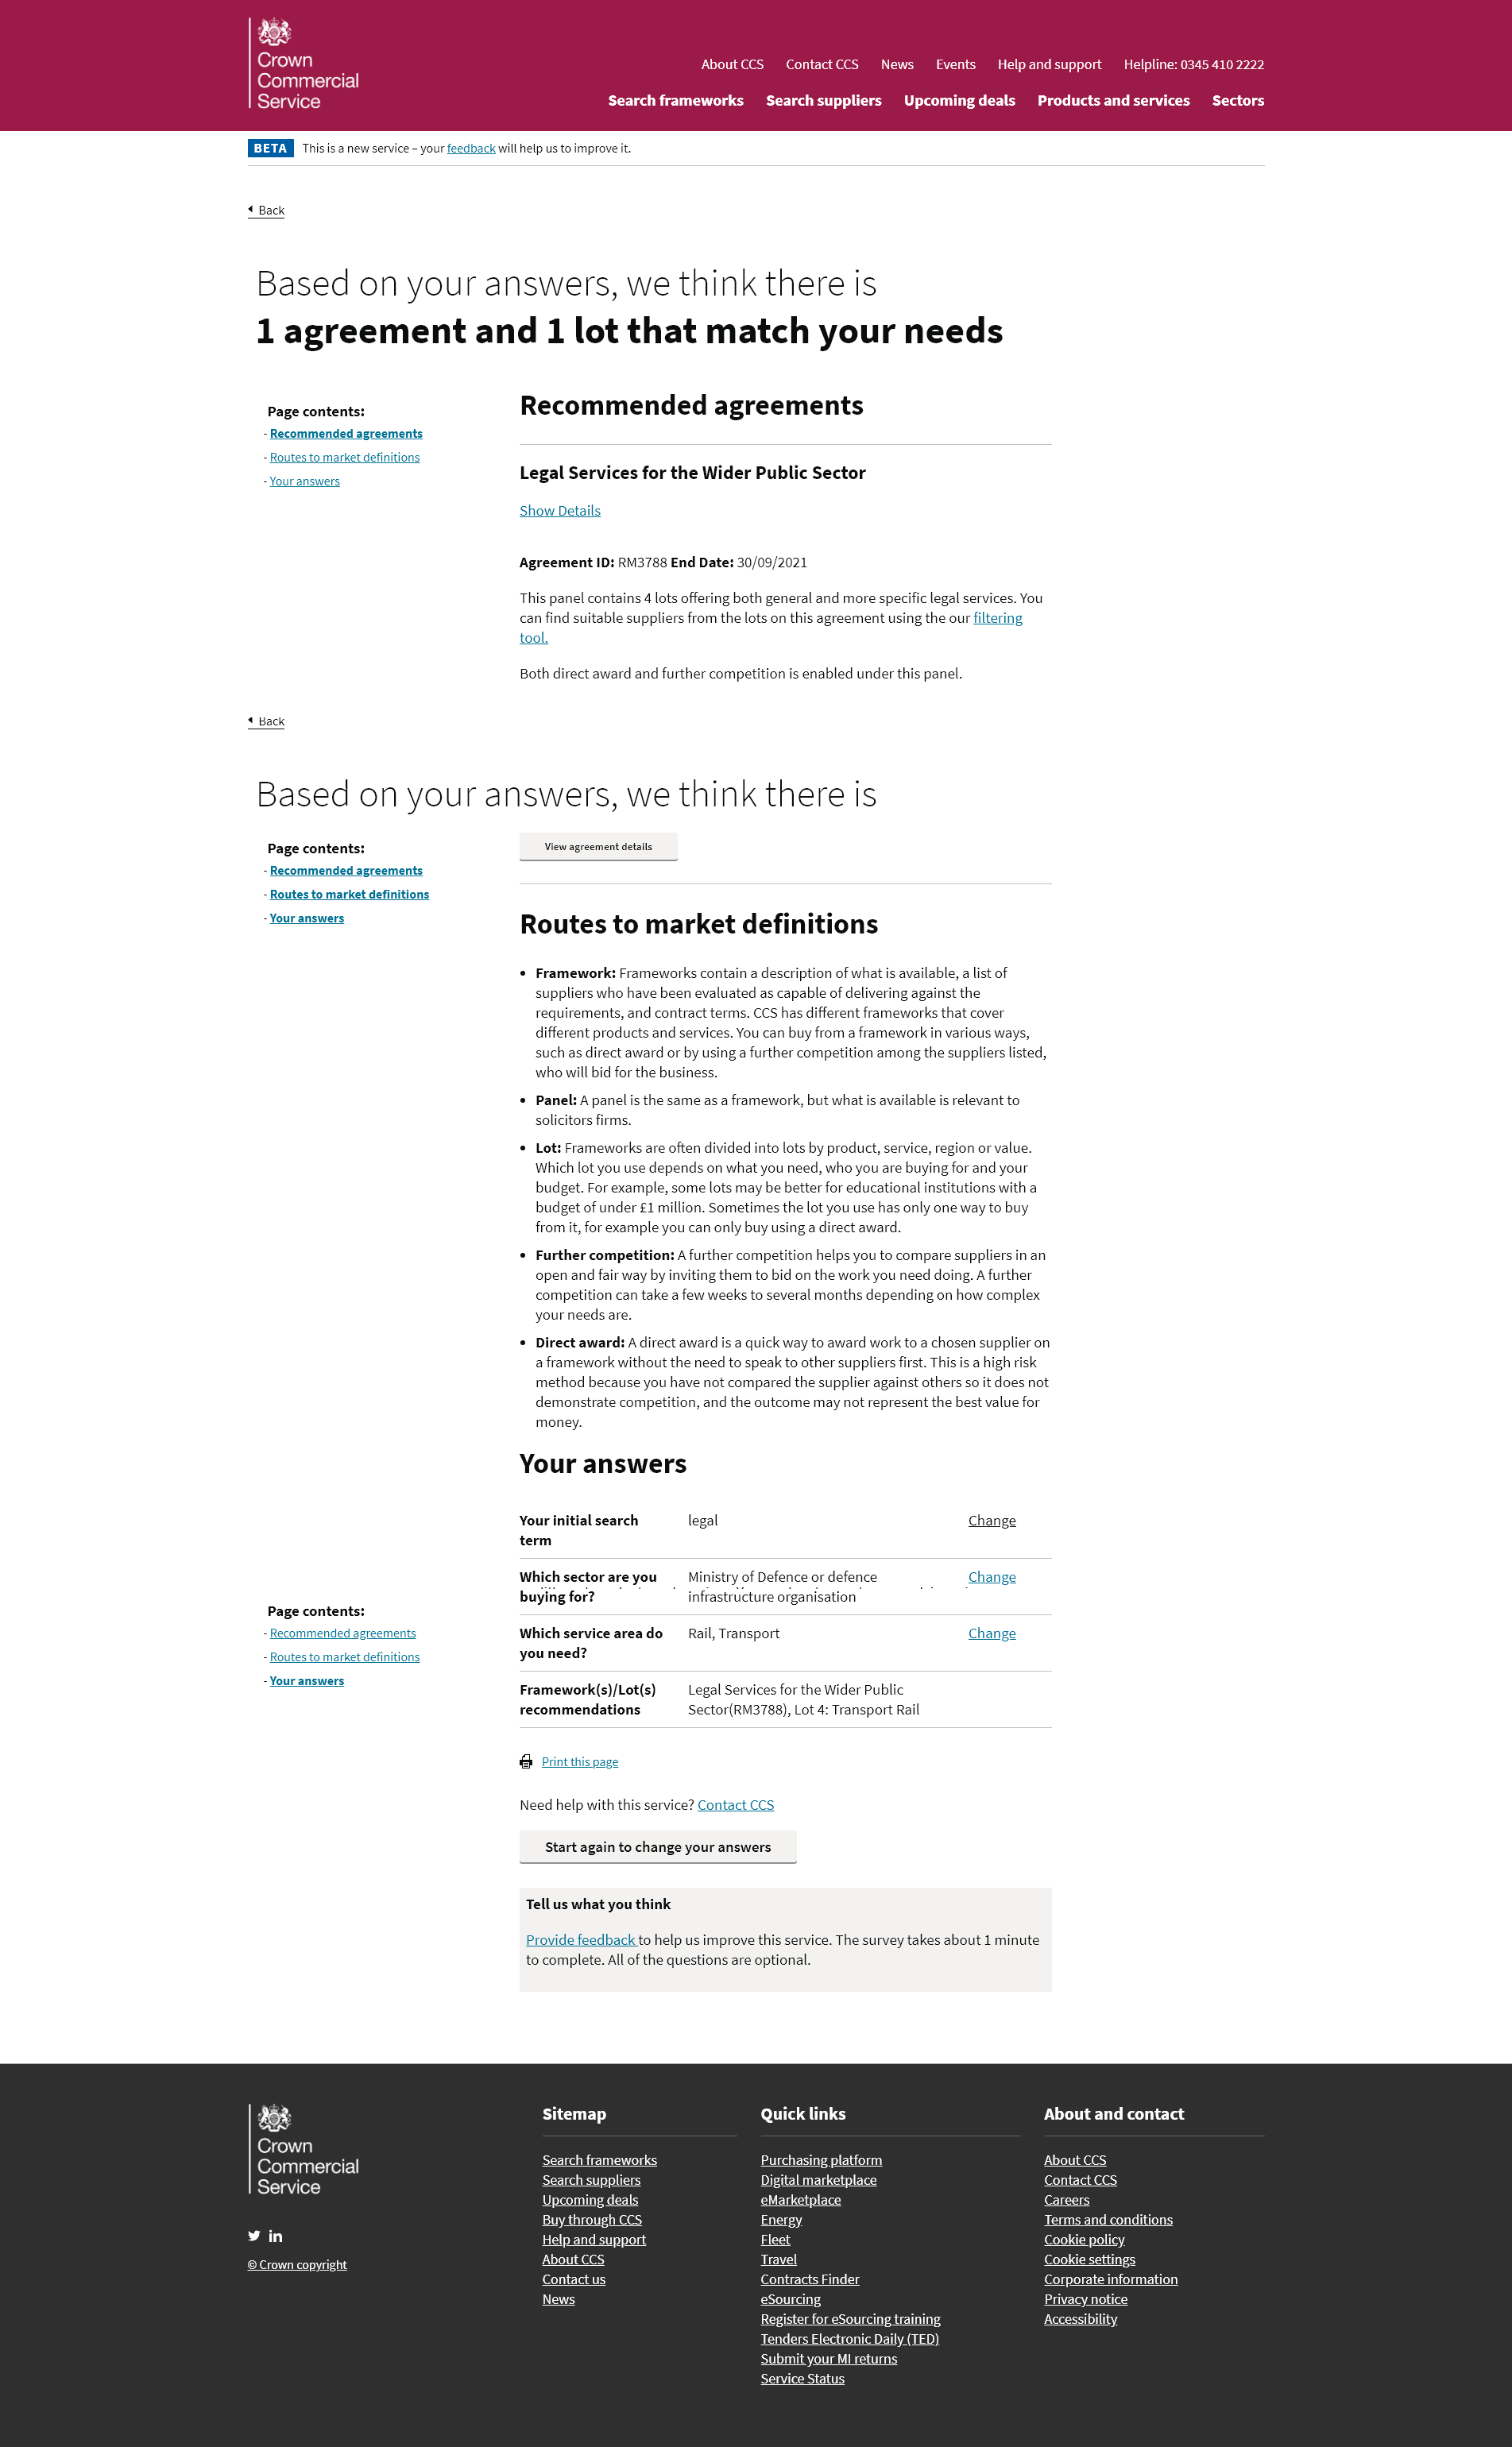 Crown
Commercial
Service
About CCS Contact CCS News Events Help and support Helpline: 0345 410 2222
Search frameworks Search suppliers Upcoming deals Products and services Sectors
BETA This is a new service – your feedback will help us to improve it.
Back
Based on your answers, we think there is
1 agreement and 1 lot that match your needs
Page contents:
- Recommended agreements
- Routes to market definitions
- Your answers
Recommended agreements
Legal Services for the Wider Public Sector
Show Details
Agreement ID: RM3788 End Date: 30/09/2021
This panel contains 4 lots offering both general and more specific legal services. You
can find suitable suppliers from the lots on this agreement using the our filtering
tool.
Both direct award and further competition is enabled under this panel.
Back
Based on your answers, we think there is
Page contents:
- Recommended agreements
- Routes to market definitions
- Your answers
View agreement details
Routes to market definitions
• Framework: Frameworks contain a description of what is available, a list of
suppliers who have been evaluated as capable of delivering against the
requirements, and contract terms. CCS has different frameworks that cover
different products and services. You can buy from a framework in various ways,
such as direct award or by using a further competition among the suppliers listed,
who will bid for the business.
• Panel: A panel is the same as a framework, but what is available is relevant to
solicitors firms.
• Lot: Frameworks are often divided into lots by product, service, region or value.
Which lot you use depends on what you need, who you are buying for and your
budget. For example, some lots may be better for educational institutions with a
budget of under £1 million. Sometimes the lot you use has only one way to buy
from it, for example you can only buy using a direct award.
• Further competition: A further competition helps you to compare suppliers in an
open and fair way by inviting them to bid on the work you need doing. A further
competition can take a few weeks to several months depending on how complex
your needs are.
• Direct award: A direct award is a quick way to award work to a chosen supplier on
a framework without the need to speak to other suppliers first. This is a high risk
method because you have not compared the supplier against others so it does not
demonstrate competition, and the outcome may not represent the best value for
money.
Your answers
Your initial search legal Change
term
Which sector are you Ministry of Defence or defence Change
buying for? infrastructure organisation
Page contents:
- Recommended agreements
- Routes to market definitions
- Your answers
Which service area do Rail, Transport Change
you need?
Framework(s)/Lot(s) Legal Services for the Wider Public
recommendations Sector(RM3788), Lot 4: Transport Rail
Print this page
Need help with this service? Contact CCS
Start again to change your answers
Tell us what you think
Provide feedback to help us improve this service. The survey takes about 1 minute
to complete. All of the questions are optional.
Crown
Commercial
Service
© Crown copyright
Sitemap
Search frameworks
Search suppliers
Upcoming deals
Buy through CCS
Help and support
About CCS
Contact us
News
Quick links
Purchasing platform
Digital marketplace
eMarketplace
Energy
Fleet
Travel
Contracts Finder
eSourcing
Register for eSourcing training
Tenders Electronic Daily (TED)
Submit your MI returns
Service Status
About and contact
About CCS
Contact CCS
Careers
Terms and conditions
Cookie policy
Cookie settings
Corporate information
Privacy notice
Accessibility